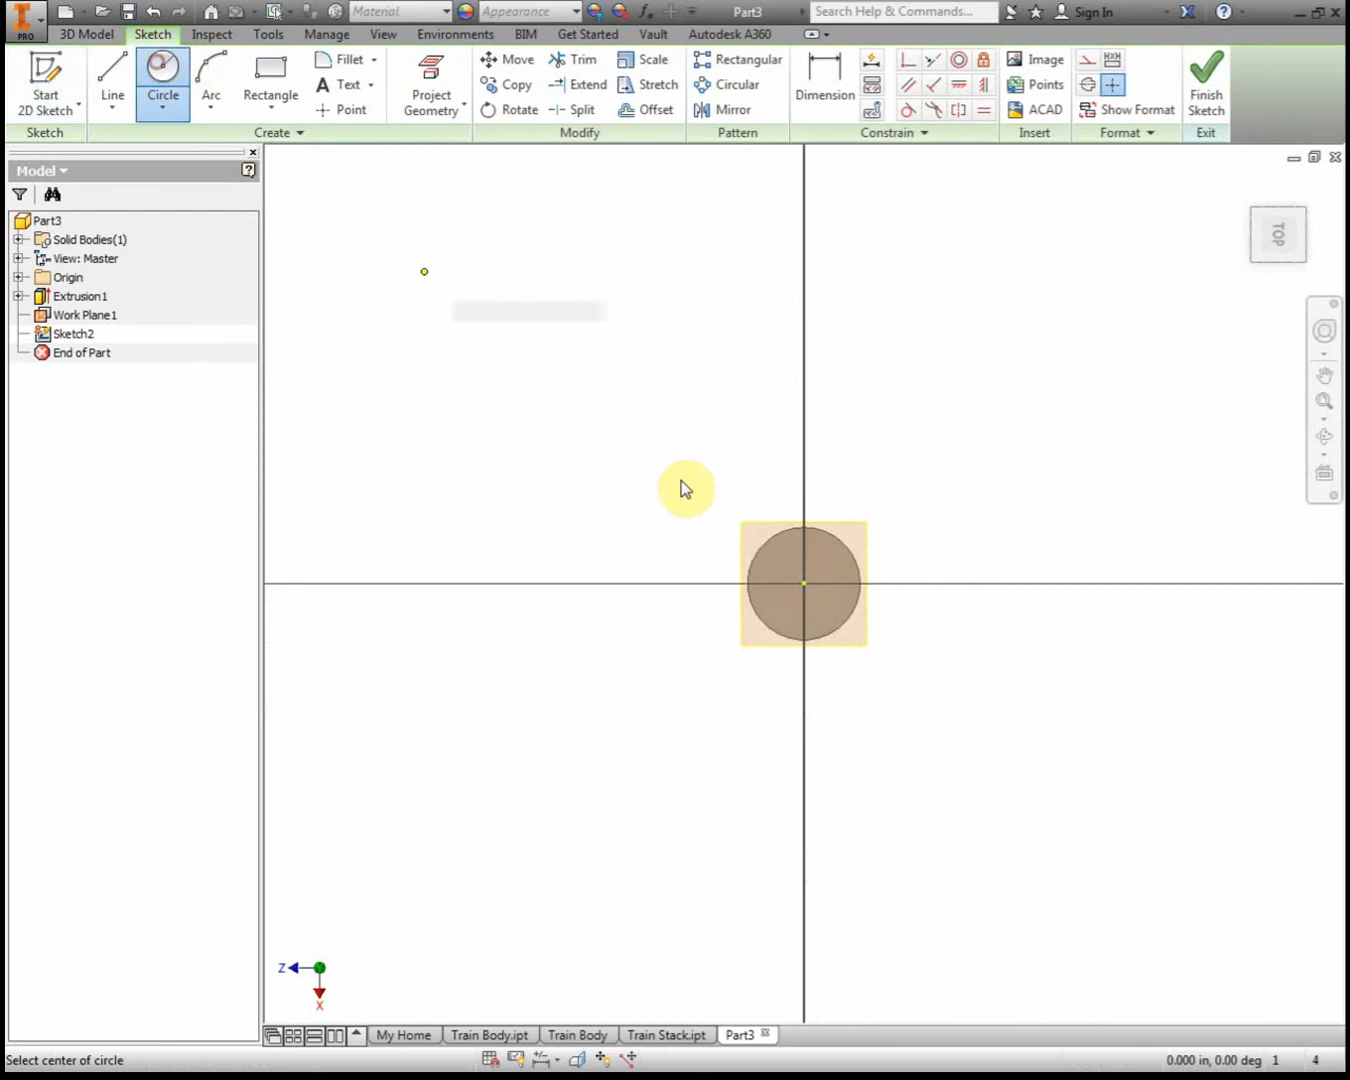 Material
Appearance
Part3
Search Help & Commands...
Sign In
PRO
3D Model
Sketch
Inspect
Tools
Manage
View
Environments
BIM
Get Started
Vault
Autodesk A360
Start
2D Sketch
Line
Circle
Arc
Rectangle
Fillet
Text
Point
Project
Geometry
Move
Copy
Rotate
Trim
Extend
Split
Scale
Stretch
Offset
Rectangular
Circular
Mirror
Dimension
Image
Points
ACAD
Show Format
Finish
Sketch
Sketch
Create
Modify
Pattern
Constrain
Insert
Format
Exit
Model
Part3
Solid Bodies(1)
View: Master
Origin
Extrusion1
Work Plane1
Sketch2
End of Part
TOP
Z
X
My Home
Train Body.ipt
Train Body
Train Stack.ipt
Part3
Select center of circle
0.000 in, 0.00 deg
1
4